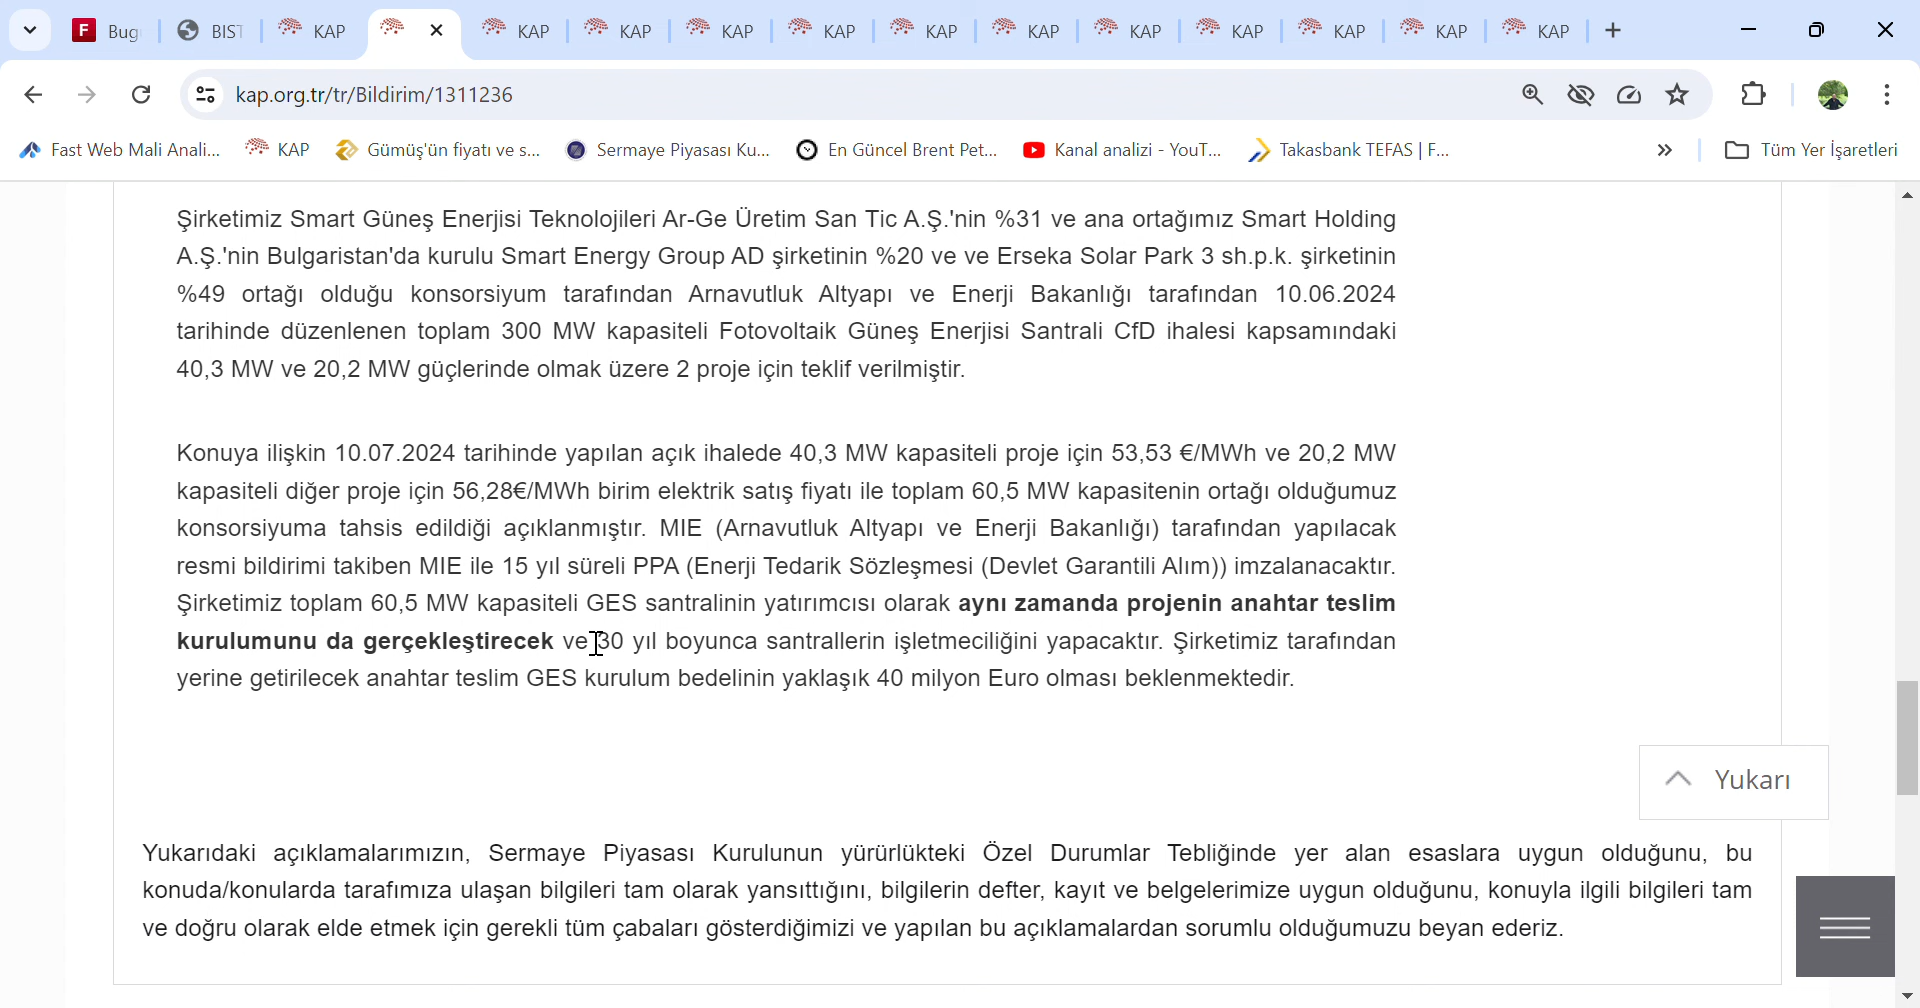 Bug
BIST
KAP
KAP
KAP
KAP
KAP
KAP
KAP
KAP
KAP
KAP
KAP
KAP
kap.org.tr/tr/Bildirim/1311236
Fast Web Mali Anali...
KAP
Gümüş'ün fiyatı ve s...
Sermaye Piyasası Ku...
En Güncel Brent Pet...
Kanal analizi - YouT...
Takasbank TEFAS | F...
Tüm Yer İşaretleri
Şirketimiz Smart Güneş Enerjisi Teknolojileri Ar-Ge Üretim San Tic A.Ş.'nin %31 ve ana ortağımız Smart Holding
A.Ş.'nin Bulgaristan'da kurulu Smart Energy Group AD şirketinin %20 ve ve Erseka Solar Park 3 sh.p.k. şirketinin
%49 ortağı olduğu konsorsiyum tarafından Arnavutluk Altyapı ve Enerji Bakanlığı tarafından 10.06.2024
tarihinde düzenlenen toplam 300 MW kapasiteli Fotovoltaik Güneş Enerjisi Santrali CfD ihalesi kapsamındaki
40,3 MW ve 20,2 MW güçlerinde olmak üzere 2 proje için teklif verilmiştir.
Konuya ilişkin 10.07.2024 tarihinde yapılan açık ihalede 40,3 MW kapasiteli proje için 53,53 €/MWh ve 20,2 MW
kapasiteli diğer proje için 56,28€/MWh birim elektrik satış fiyatı ile toplam 60,5 MW kapasitenin ortağı olduğumuz
konsorsiyuma tahsis edildiği açıklanmıştır. MIE (Arnavutluk Altyapı ve Enerji Bakanlığı) tarafından yapılacak
resmi bildirimi takiben MIE ile 15 yıl süreli PPA (Enerji Tedarik Sözleşmesi (Devlet Garantili Alım)) imzalanacaktır.
Şirketimiz toplam 60,5 MW kapasiteli GES santralinin yatırımcısı olarak aynı zamanda projenin anahtar teslim
kurulumunu da gerçekleştirecek ve 30 yıl boyunca santrallerin işletmeciliğini yapacaktır. Şirketimiz tarafından
yerine getirilecek anahtar teslim GES kurulum bedelinin yaklaşık 40 milyon Euro olması beklenmektedir.
Yukarı
Yukarıdaki açıklamalarımızın, Sermaye Piyasası Kurulunun yürürlükteki Özel Durumlar Tebliğinde yer alan esaslara uygun olduğunu, bu
konuda/konularda tarafımıza ulaşan bilgileri tam olarak yansıttığını, bilgilerin defter, kayıt ve belgelerimize uygun olduğunu, konuyla ilgili bilgileri tam
ve doğru olarak elde etmek için gerekli tüm çabaları gösterdiğimizi ve yapılan bu açıklamalardan sorumlu olduğumuzu beyan ederiz.